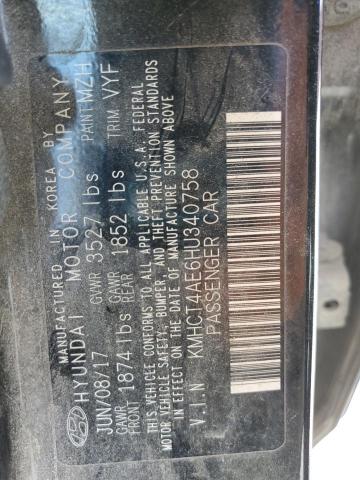 MANUFACTURED IN KOREA BY
HYUNDAI MOTOR COMPANY
JUN/08/17 GVWR 3527 lbs PAINT MZH
GAWR FRONT 1874 lbs GAWR REAR 1852 lbs TRIM VYF
THIS VEHICLE CONFORMS TO ALL APPLICABLE U.S.A. FEDERAL
MOTOR VEHICLE SAFETY, BUMPER, AND THEFT PREVENTION STANDARDS
IN EFFECT ON THE DATE OF MANUFACTURE SHOWN ABOVE
V.I.N KMHCT4AE6HU340758
PASSENGER CAR